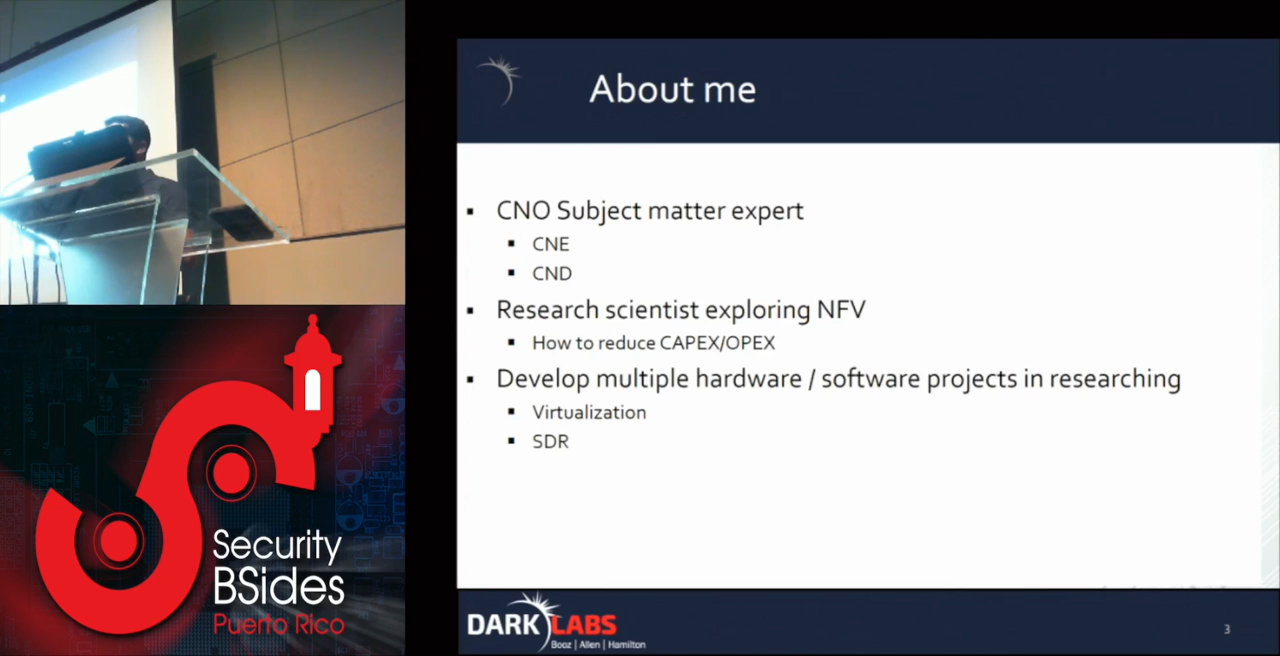 About me
CNO Subject matter expert
CNE
CND
Research scientist exploring NFV
How to reduce CAPEX/OPEX
Develop multiple hardware / software projects in researching
Virtualization
SDR
Security
BSides
Puerto Rico
DARK LABS
Booz | Allen | Hamilton
3